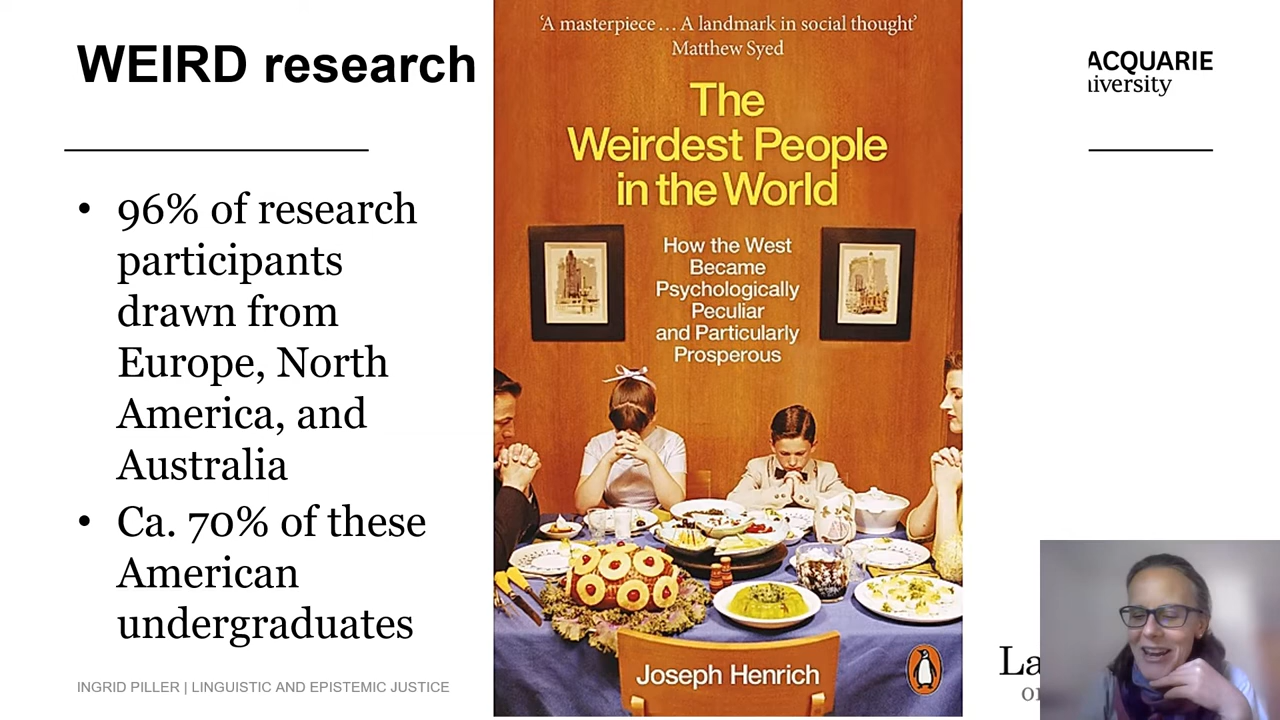 WEIRD research
'A masterpiece … A landmark in social thought'
Matthew Syed
The
Weirdest People
in the World
How the West
Became
Psychologically
Peculiar
and Particularly
Prosperous
Joseph Henrich
ACQUARIE
iversity
• 96% of research
participants
drawn from
Europe, North
America, and
Australia
• Ca. 70% of these
American
undergraduates
INGRID PILLER | LINGUISTIC AND EPISTEMIC JUSTICE
La